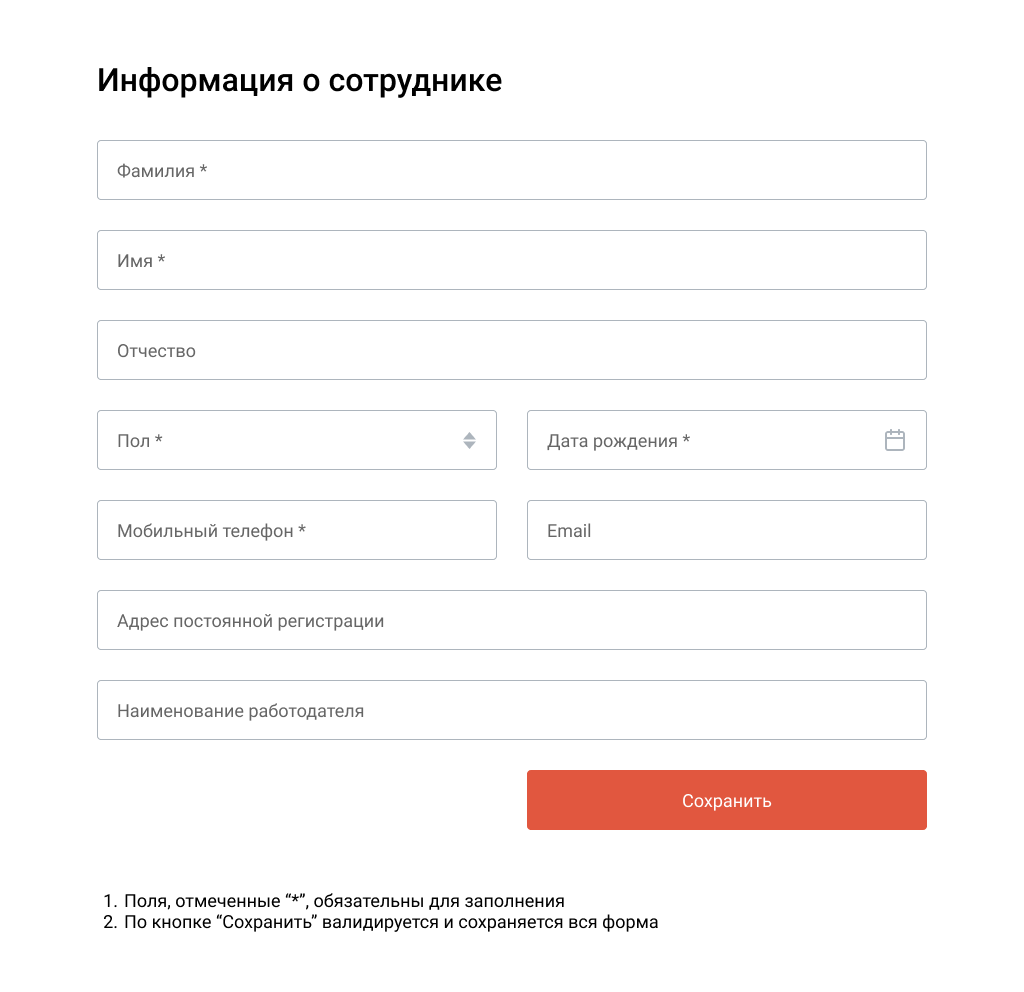 Информация о сотруднике
Фамилия *
Имя *
Отчество
Пол *
Дата рождения *
Мобильный телефон *
Email
Адрес постоянной регистрации
Наименование работодателя
Сохранить
1. Поля, отмеченные “*”, обязательны для заполнения
2. По кнопке “Сохранить” валидируется и сохраняется вся форма